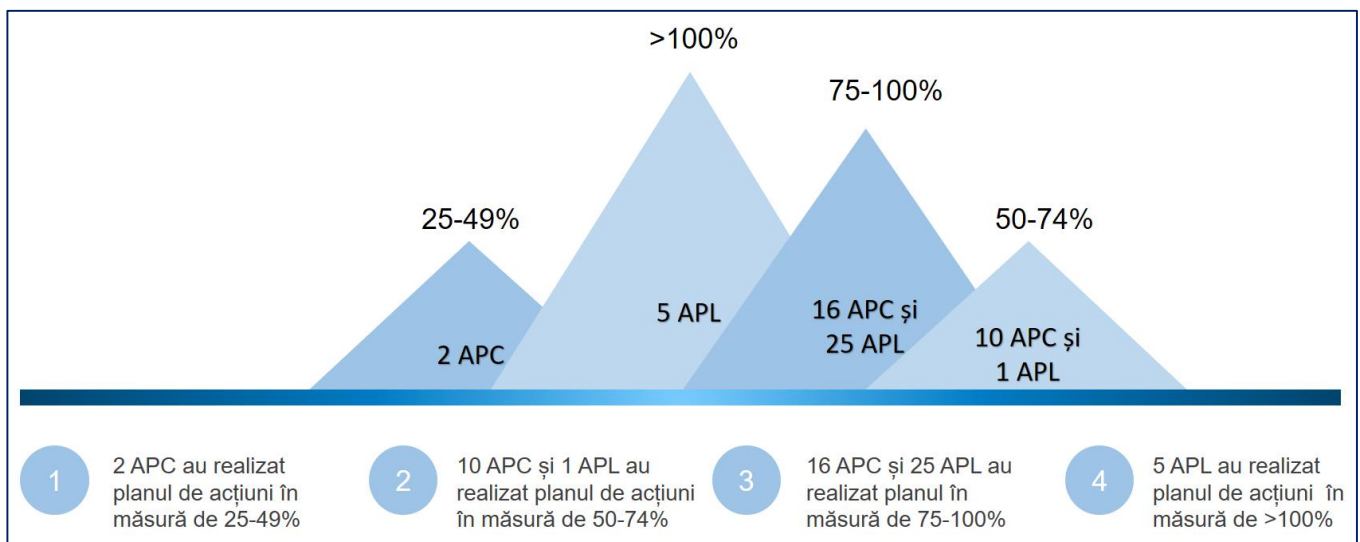 >100%
75-100%
25-49%
50-74%
5 APL
16 APC și
25 APL
10 APC și
1 APL
2 APC
1
2 APC au realizat
planul de acțiuni în
măsură de 25-49%
2
10 APC și 1 APL au
realizat planul de acțiuni
în măsură de 50-74%
3
16 APC și 25 APL au
realizat planul în
măsură de 75-100%
4
5 APL au realizat
planul de acțiuni în
măsură de >100%